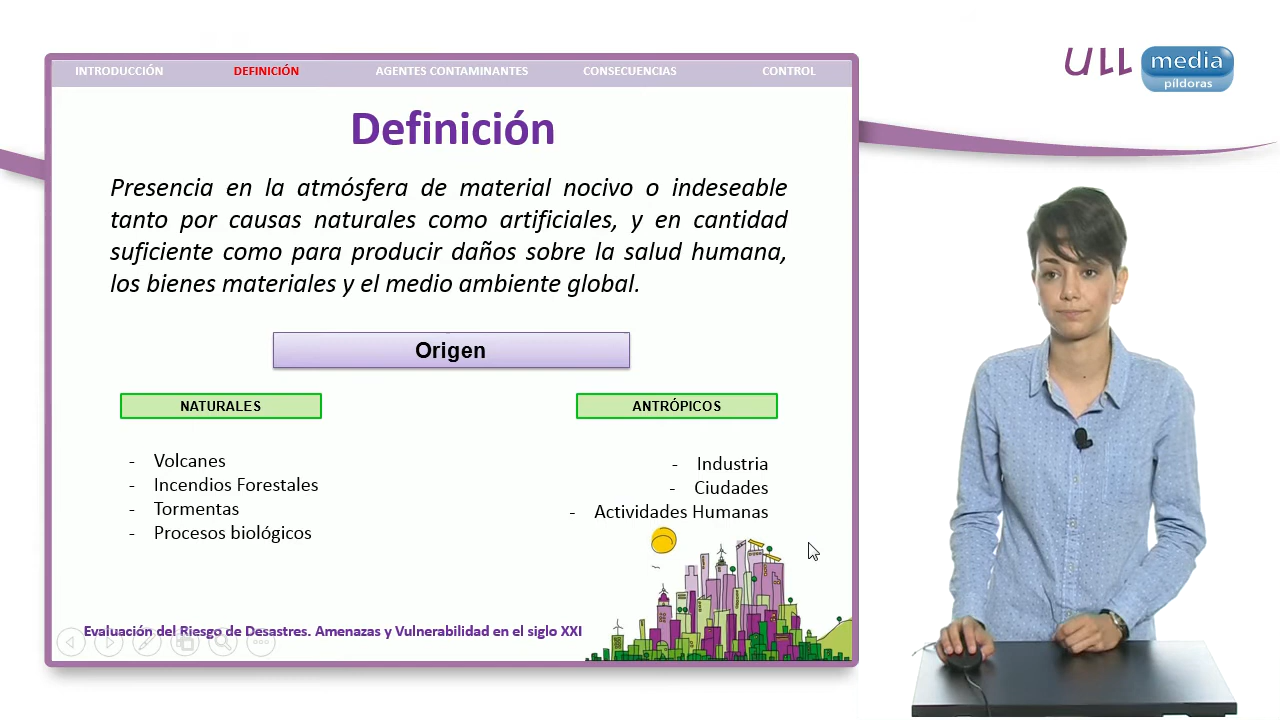 INTRODUCCIÓN DEFINICIÓN AGENTES CONTAMINANTES CONSECUENCIAS CONTROL
ULL media
píldoras
Definición
Presencia en la atmósfera de material nocivo o indeseable
tanto por causas naturales como artificiales, y en cantidad
suficiente como para producir daños sobre la salud humana,
los bienes materiales y el medio ambiente global.
Origen
NATURALES
- Volcanes
- Incendios Forestales
- Tormentas
- Procesos biológicos
ANTRÓPICOS
- Industria
- Ciudades
- Actividades Humanas
Evaluación del Riesgo de Desastres. Amenazas y Vulnerabilidad en el siglo XXI